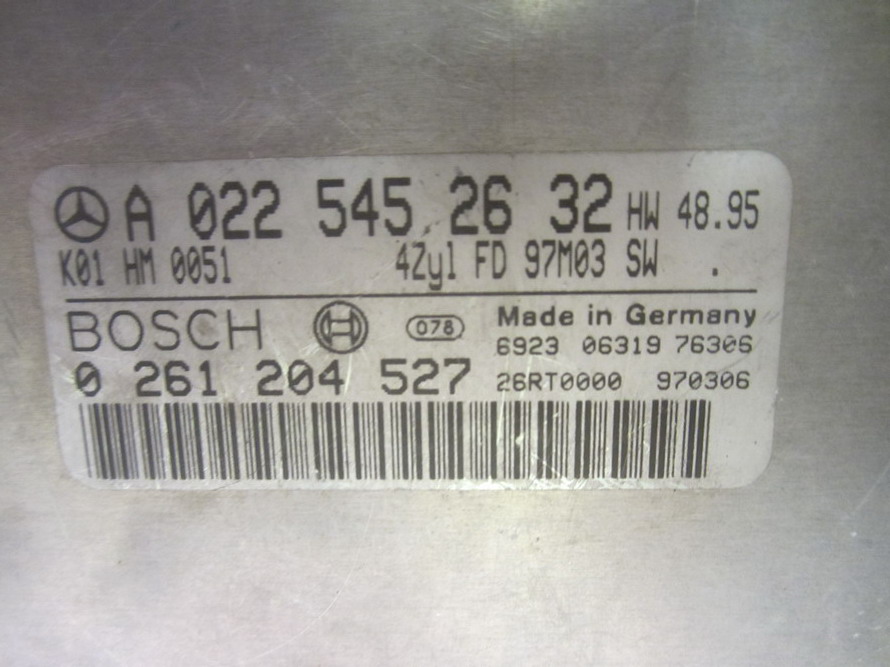 A 022 545 26 32 HW 48.95
K01 HM 0051 4Zyl FD 97M03 SW .
BOSCH 078 Made in Germany
6923 06319 76306
0 261 204 527 26RT0000 970306